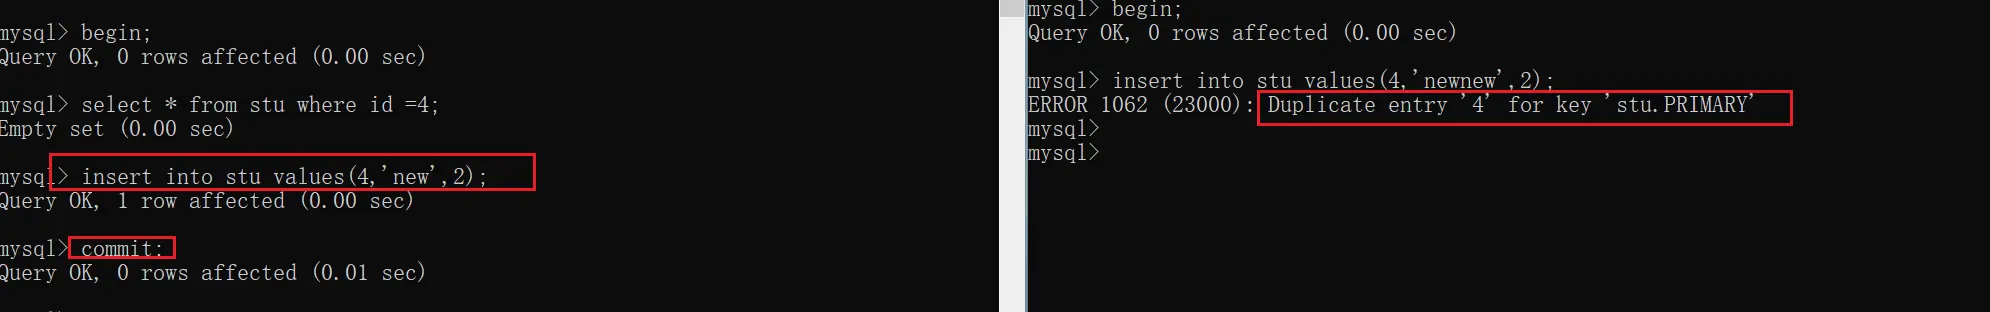 mysql> begin;
Query OK, 0 rows affected (0.00 sec)
mysql> select * from stu where id =4;
Empty set (0.00 sec)
mysql> insert into stu values(4,'new',2);
Query OK, 1 row affected (0.00 sec)
mysql> commit;
Query OK, 0 rows affected (0.01 sec)
mysql> begin;
Query OK, 0 rows affected (0.00 sec)
mysql> insert into stu values(4,'newnew',2);
ERROR 1062 (23000): Duplicate entry '4' for key 'stu.PRIMARY'
mysql>
mysql>